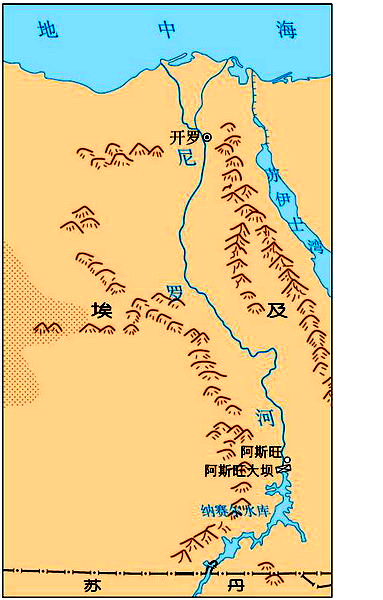 地 中 海
开罗
尼
苏伊士湾
罗
埃 及
河
阿斯旺
阿斯旺大坝
纳赛尔水库
苏 丹